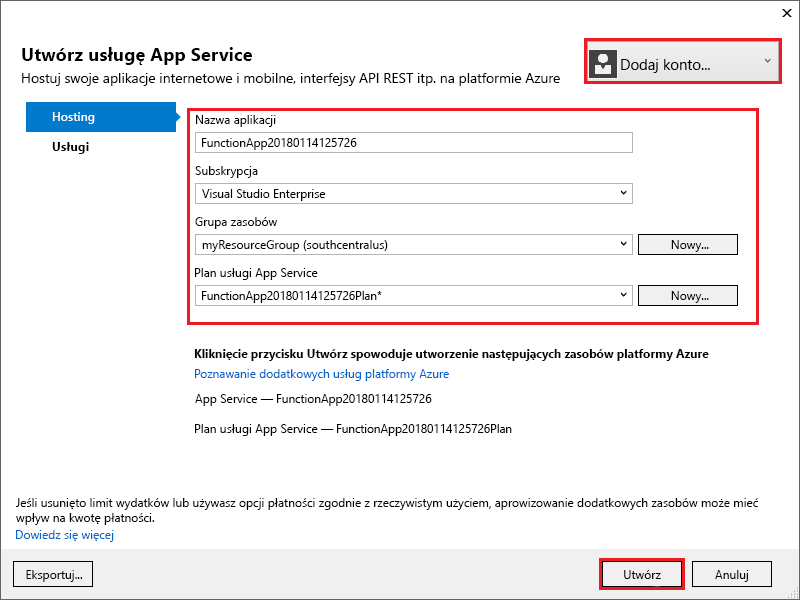 Utwórz usługę App Service
Hostuj swoje aplikacje internetowe i mobilne, interfejsy API REST itp. na platformie Azure
Dodaj konto...
Hosting
Usługi
Nazwa aplikacji
FunctionApp20180114125726
Subskrypcja
Visual Studio Enterprise
Grupa zasobów
myResourceGroup (southcentralus)
Nowy...
Plan usługi App Service
FunctionApp20180114125726Plan*
Nowy...
Kliknięcie przycisku Utwórz spowoduje utworzenie następujących zasobów platformy Azure
Poznawanie dodatkowych usług platformy Azure
App Service — FunctionApp20180114125726
Plan usługi App Service — FunctionApp20180114125726Plan
Jeśli usunięto limit wydatków lub używasz opcji płatności zgodnie z rzeczywistym użyciem, aprowizowanie dodatkowych zasobów może mieć
wpływ na kwotę płatności.
Dowiedz się więcej
Eksportuj...
Utwórz
Anuluj